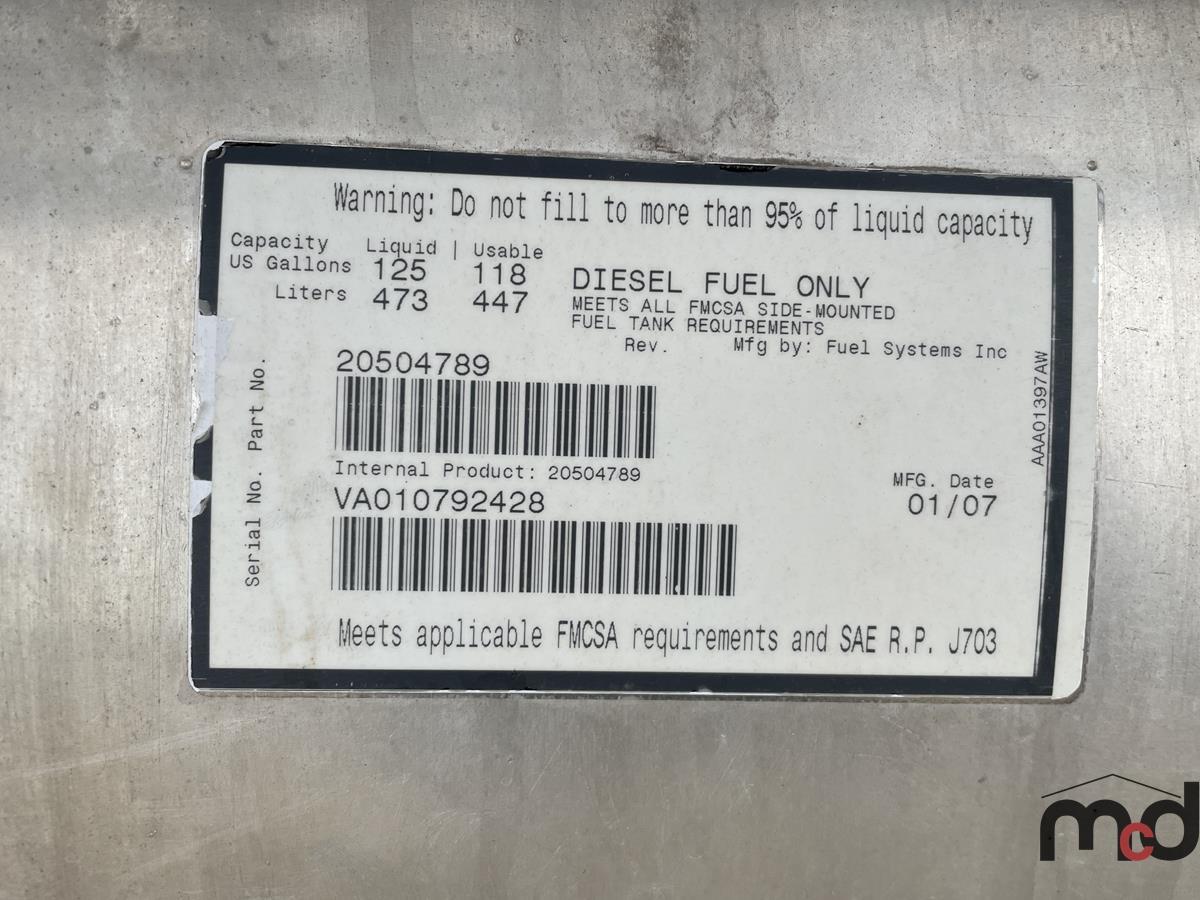 Warning: Do not fill to more than 95% of liquid capacity
Capacity Liquid | Usable
US Gallons 125 118
Liters 473 447
DIESEL FUEL ONLY
MEETS ALL FMCSA SIDE-MOUNTED
FUEL TANK REQUIREMENTS
Rev. Mfg by: Fuel Systems Inc
Part No.
20504789
Internal Product: 20504789
Serial No.
VA010792428
MFG. Date
01/07
AAA01397AW
Meets applicable FMCSA requirements and SAE R.P. J703
mcd